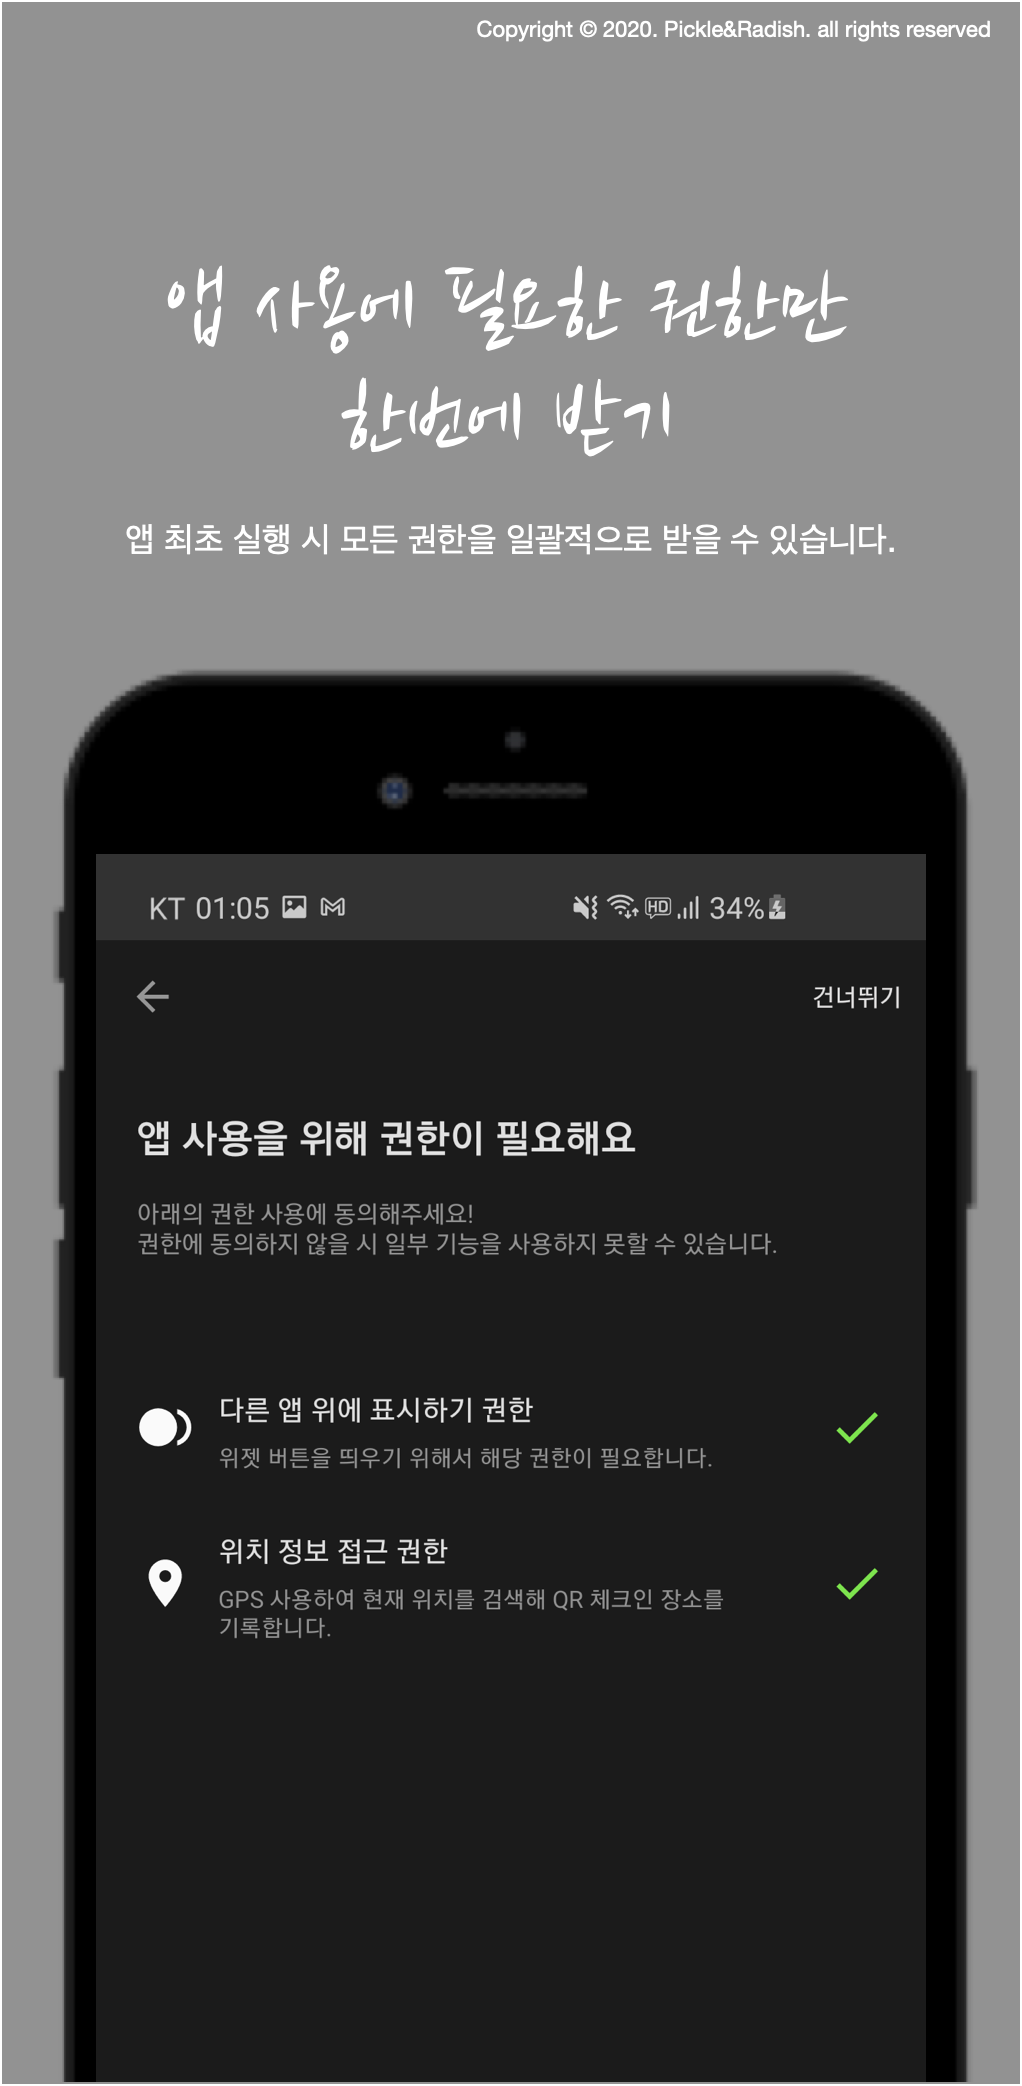 Copyright © 2020. Pickle&Radish. all rights reserved
앱 사용에 필요한 권한만
한번에 받기
앱 최초 실행 시 모든 권한을 일괄적으로 받을 수 있습니다.
KT 01:05 HD 34%
건너뛰기
앱 사용을 위해 권한이 필요해요
아래의 권한 사용에 동의해주세요!
권한에 동의하지 않을 시 일부 기능을 사용하지 못할 수 있습니다.
다른 앱 위에 표시하기 권한
위젯 버튼을 띄우기 위해서 해당 권한이 필요합니다.
위치 정보 접근 권한
GPS 사용하여 현재 위치를 검색해 QR 체크인 장소를
기록합니다.